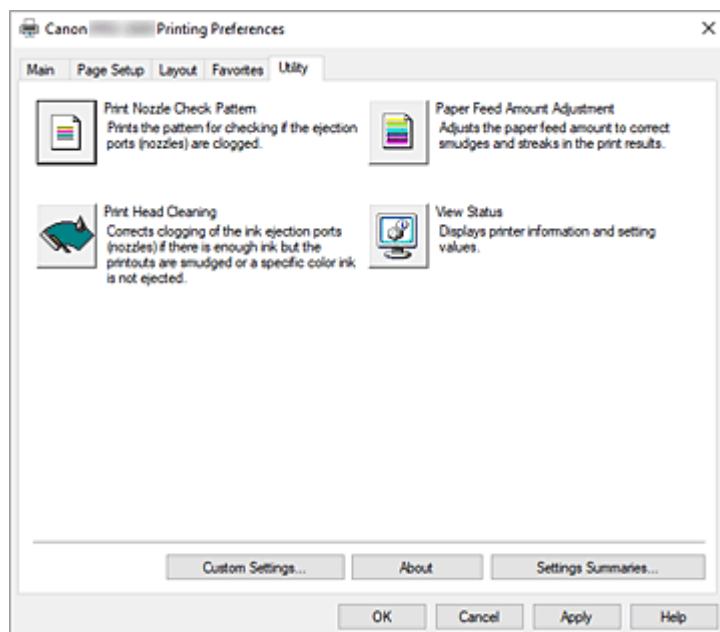 Canon Printing Preferences
Main Page Setup Layout Favorites Utility
Print Nozzle Check Pattern
Prints the pattern for checking if the ejection
ports (nozzles) are clogged.
Paper Feed Amount Adjustment
Adjusts the paper feed amount to correct
smudges and streaks in the print results.
Print Head Cleaning
Corrects clogging of the ink ejection ports
(nozzles) if there is enough ink but the
printouts are smudged or a specific color ink
is not ejected.
View Status
Displays printer information and setting
values.
Custom Settings... About Settings Summaries...
OK Cancel Apply Help